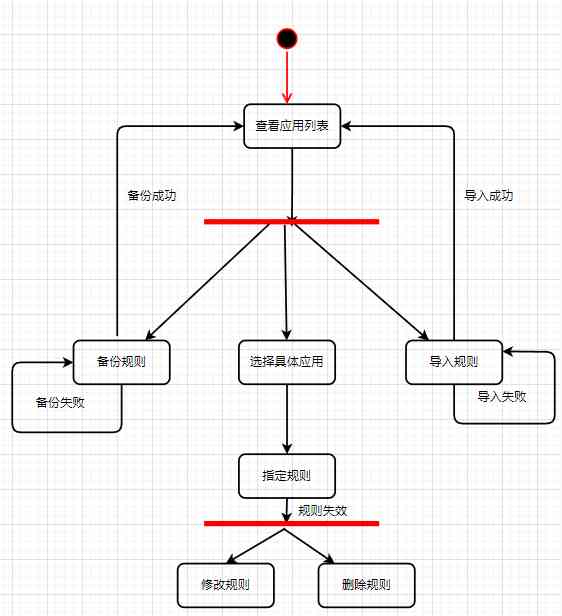 查看应用列表
备份成功
导入成功
备份规则
选择具体应用
导入规则
备份失败
导入失败
指定规则
规则失效
修改规则
删除规则